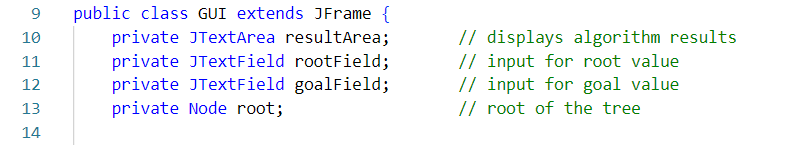 9 public class GUI extends JFrame {
10 private JTextArea resultArea; // displays algorithm results
11 private JTextField rootField; // input for root value
12 private JTextField goalField; // input for goal value
13 private Node root; // root of the tree
14